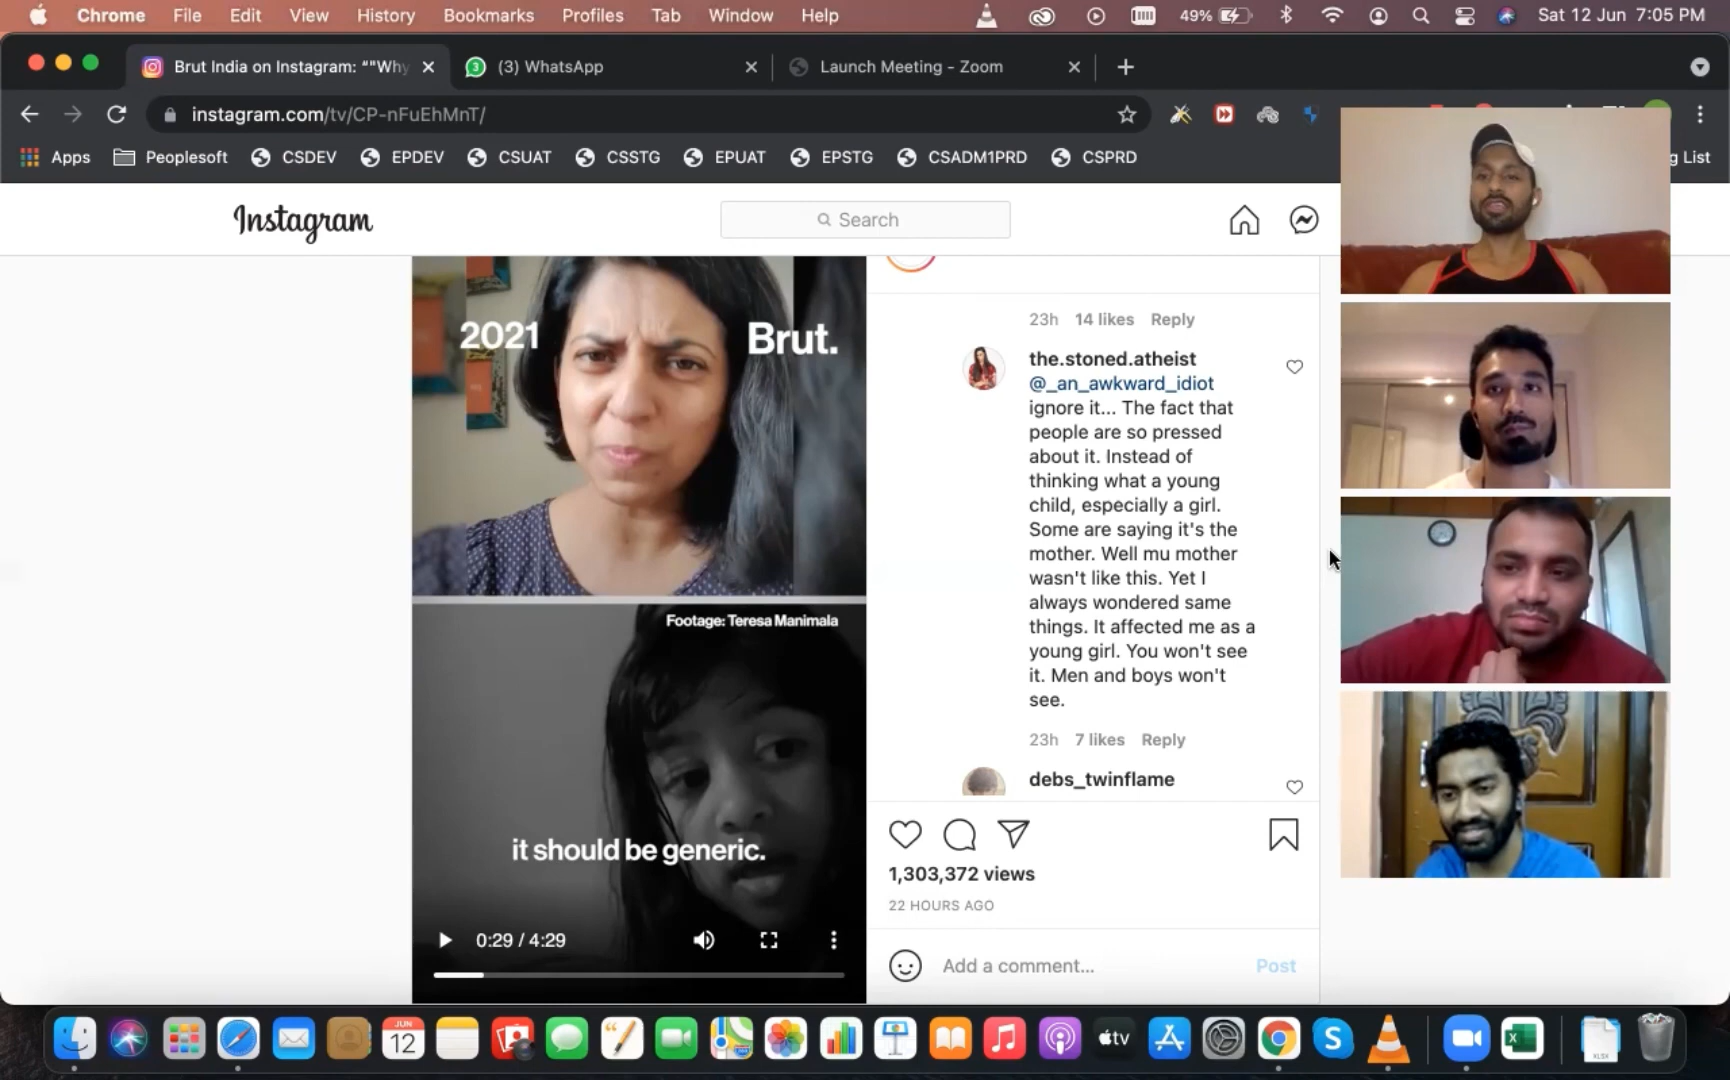 Chrome File Edit View History Bookmarks Profiles Tab Window Help 49% Sat 12 Jun 7:05 PM
Brut India on Instagram: "“Why
3 (3) WhatsApp
Launch Meeting - Zoom
instagram.com/tv/CP-nFuEhMnT/
Apps Peoplesoft CSDEV EPDEV CSUAT CSSTG EPUAT EPSTG CSADM1PRD CSPRD g List
Instagram
Search
2021 Brut.
Footage: Teresa Manimala
it should be generic.
0:29 / 4:29
23h 14 likes Reply
the.stoned.atheist
@_an_awkward_idiot
ignore it... The fact that
people are so pressed
about it. Instead of
thinking what a young
child, especially a girl.
Some are saying it's the
mother. Well mu mother
wasn't like this. Yet I
always wondered same
things. It affected me as a
young girl. You won't see
it. Men and boys won't
see.
23h 7 likes Reply
debs_twinflame
1,303,372 views
22 HOURS AGO
Add a comment... Post
JUN
12
tv
XLSX